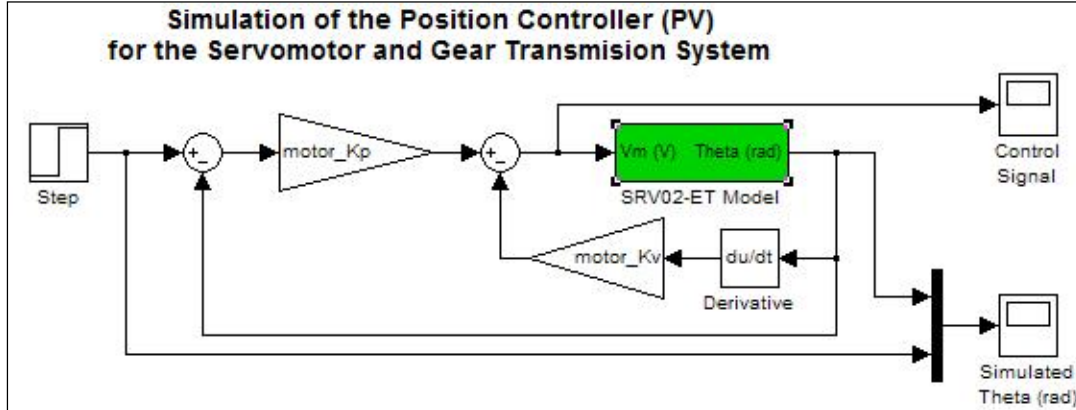 Simulation of the Position Controller (PV)
for the Servomotor and Gear Transmision System
Step
+
-
motor_Kp
+
-
Vm (V) Theta (rad)
SRV02-ET Model
Control
Signal
motor_Kv
du/dt
Derivative
Simulated
Theta (rad)